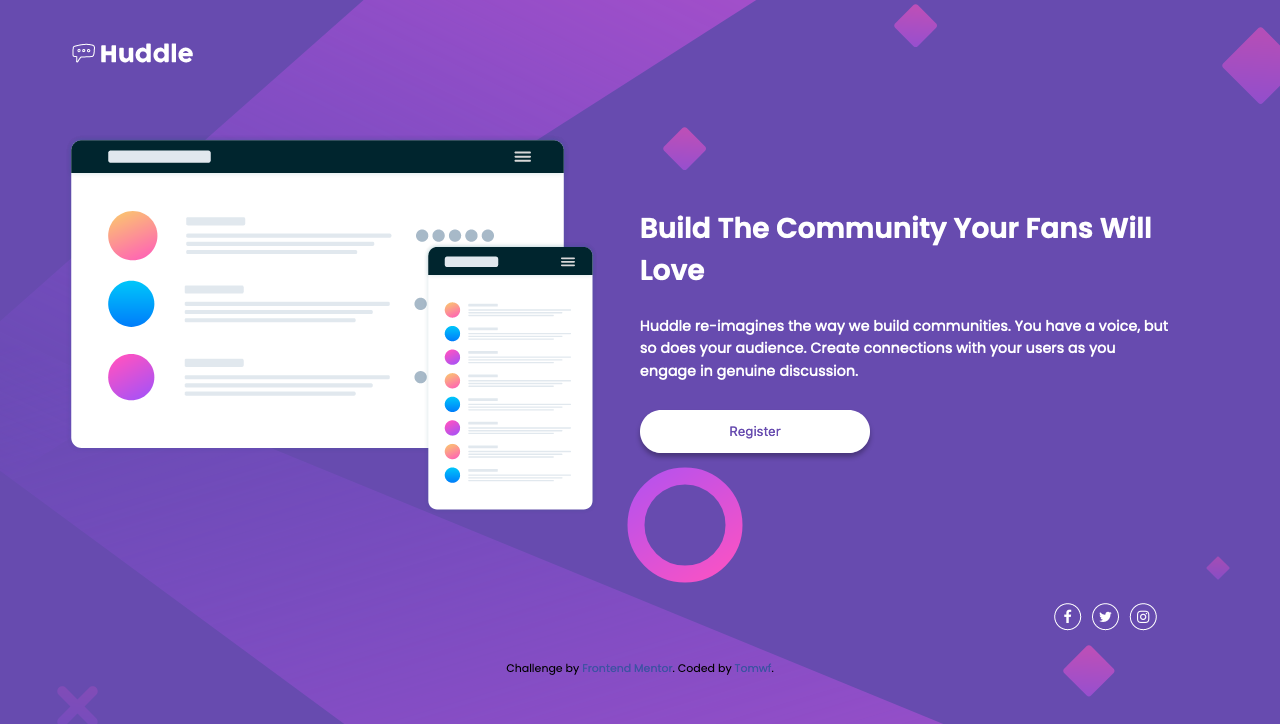 Huddle
Build The Community Your Fans Will
Love
Huddle re-imagines the way we build communities. You have a voice, but
so does your audience. Create connections with your users as you
engage in genuine discussion.
Register
Challenge by Frontend Mentor. Coded by Tomwf.